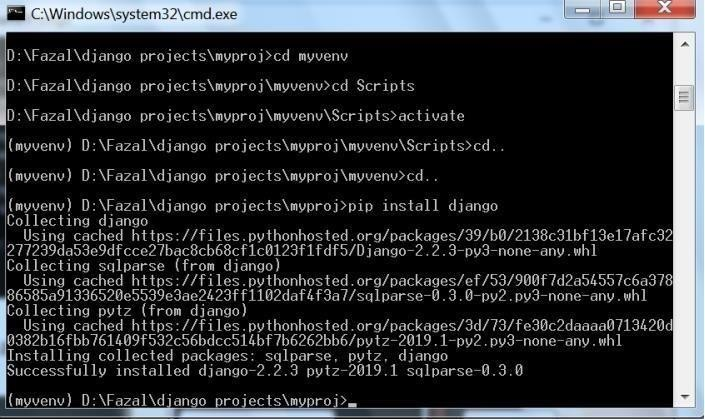 C:\Windows\system32\cmd.exe
D:\Fazal\django projects\myproj>cd myvenv
D:\Fazal\django projects\myproj\myvenv>cd Scripts
D:\Fazal\django projects\myproj\myvenv\Scripts>activate
(myvenv) D:\Fazal\django projects\myproj\myvenv\Scripts>cd..
(myvenv) D:\Fazal\django projects\myproj\myvenv>cd..
(myvenv) D:\Fazal\django projects\myproj>pip install django
Collecting django
Using cached https://files.pythonhosted.org/packages/39/b0/2138c31bf13e17afc32
277239da53e9dfcce27bac8cb68cf1c0123f1fdf5/Django-2.2.3-py3-none-any.whl
Collecting sqlparse (from django)
Using cached https://files.pythonhosted.org/packages/ef/53/900f7d2a54557c6a378
86585a91336520e5539e3ae2423ff1102daf4f3a7/sqlparse-0.3.0-py2.py3-none-any.whl
Collecting pytz (from django)
Using cached https://files.pythonhosted.org/packages/3d/73/fe30c2daaaa0713420d
0382b16fbb761409f532c56bdcc514bf7b6262bb6/pytz-2019.1-py2.py3-none-any.whl
Installing collected packages: sqlparse, pytz, django
Successfully installed django-2.2.3 pytz-2019.1 sqlparse-0.3.0
(myvenv) D:\Fazal\django projects\myproj>_